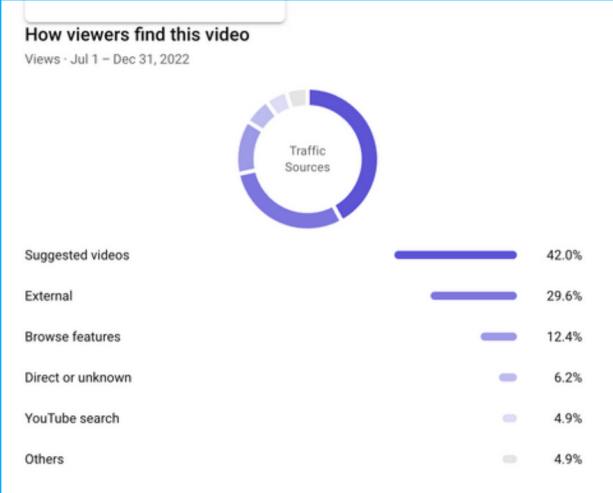 How viewers find this video
Views · Jul 1 – Dec 31, 2022
Traffic
Sources
Suggested videos 42.0%
External 29.6%
Browse features 12.4%
Direct or unknown 6.2%
YouTube search 4.9%
Others 4.9%